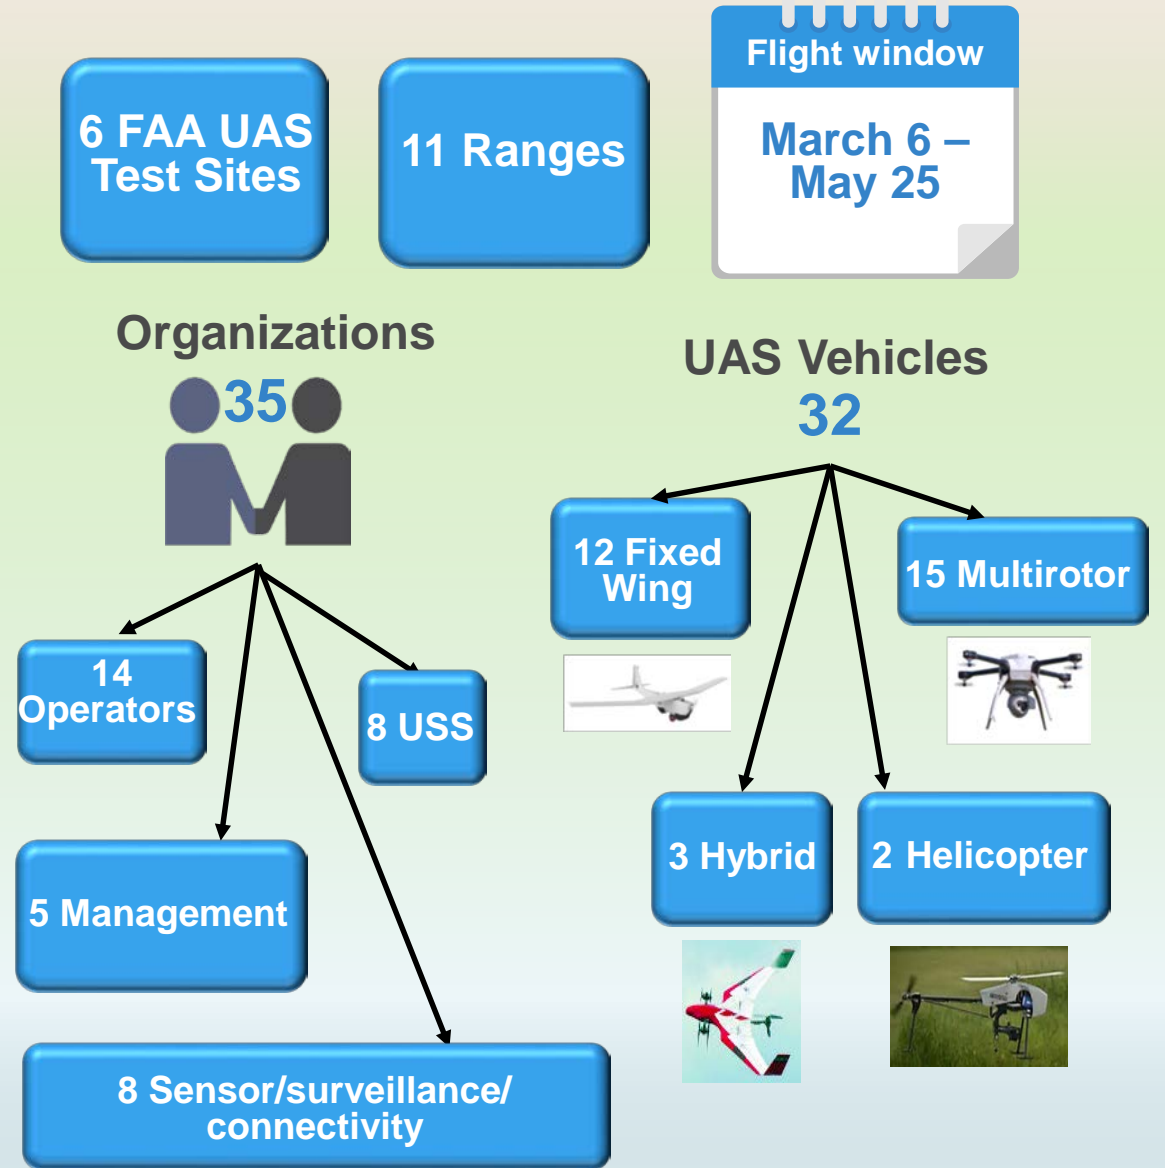 6 FAA UAS
Test Sites
11 Ranges
Flight window
March 6 –
May 25
Organizations
35
UAS Vehicles
32
12 Fixed
Wing
15 Multirotor
14
Operators
8 USS
3 Hybrid
2 Helicopter
5 Management
8 Sensor/surveillance/
connectivity